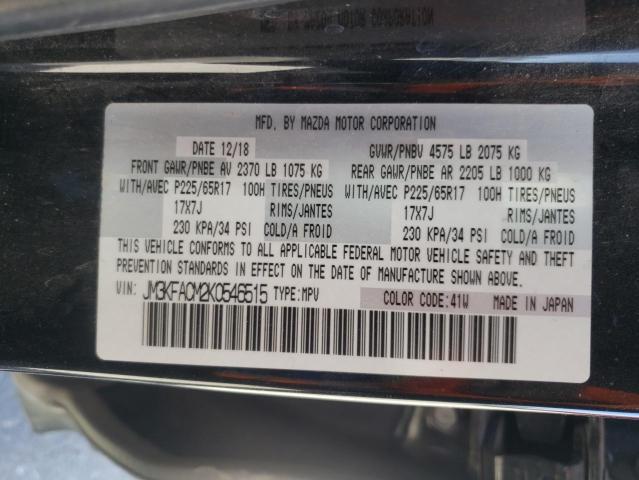 MFD. BY MAZDA MOTOR CORPORATION
DATE 12/18 GVWR/PNBV 4575 LB 2075 KG
FRONT GAWR/PNBE AV 2370 LB 1075 KG REAR GAWR/PNBE AR 2205 LB 1000 KG
WITH/AVEC P225/65R17 100H TIRES/PNEUS WITH/AVEC P225/65R17 100H TIRES/PNEUS
17X7J RIMS/JANTES 17X7J RIMS/JANTES
230 KPA/34 PSI COLD/A FROID 230 KPA/34 PSI COLD/A FROID
THIS VEHICLE CONFORMS TO ALL APPLICABLE FEDERAL MOTOR VEHICLE SAFETY AND THEFT
PREVENTION STANDARDS IN EFFECT ON THE DATE OF MANUFACTURE SHOWN ABOVE.
VIN: JM3KFACM2K0546515 TYPE:MPV COLOR CODE:41W MADE IN JAPAN